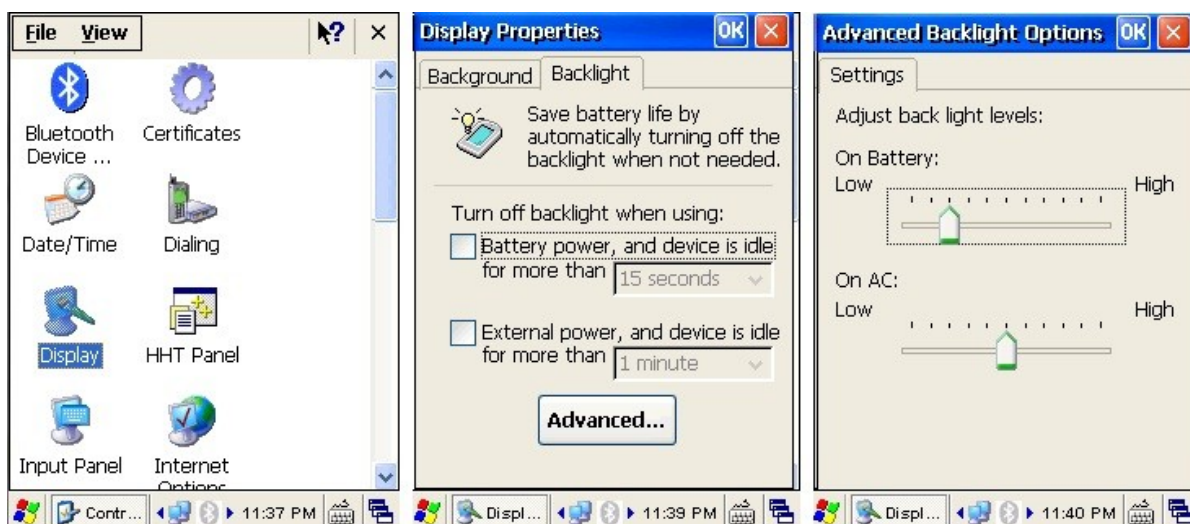 File View
Bluetooth
Device ...
Certificates
Date/Time
Dialing
Display
HHT Panel
Input Panel
Internet
Options
Contr...
11:37 PM
Display Properties
OK
Background
Backlight
Save battery life by
automatically turning off the
backlight when not needed.
Turn off backlight when using:
Battery power, and device is idle
for more than 15 seconds
External power, and device is idle
for more than 1 minute
Advanced...
Displ...
11:39 PM
Advanced Backlight Options
OK
Settings
Adjust back light levels:
On Battery:
Low High
On AC:
Low High
Displ...
11:40 PM